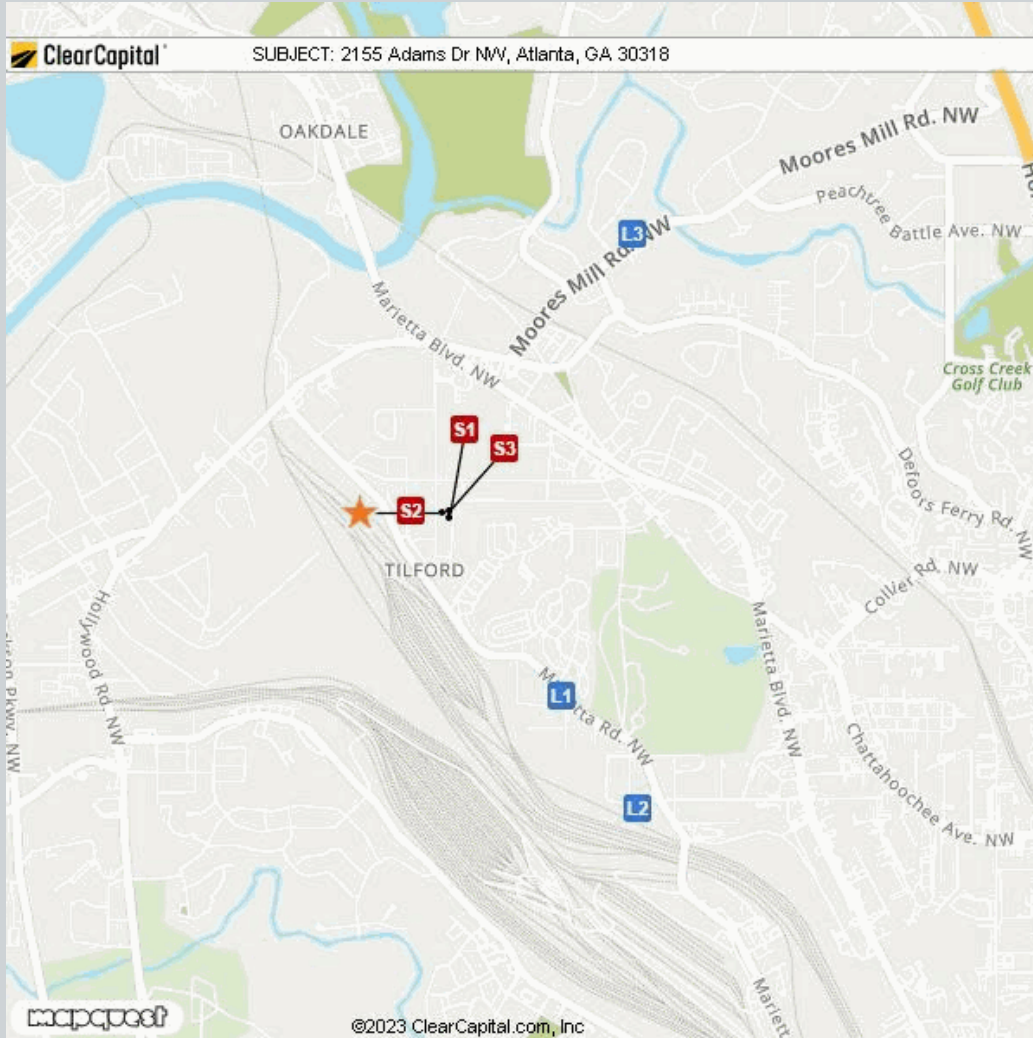 ClearCapital
SUBJECT: 2155 Adams Dr NW, Atlanta, GA 30318
OAKDALE
Moores Mill Rd. NW
Peachtree
Battle Ave. NW
L3
Moores Mill Rd. NW
Marietta Blvd. NW
Cross Creek
Golf Club
S1
S3
S2
Defoors Ferry Rd. NW
TILFORD
Collier Rd. NW
Hollywood Rd NW
Marietta Blvd. NW
Pkwy. NW
L1
Rd. NW
Chattahoochee Ave. NW
L2
Mariett
mapquest
©2023 ClearCapital.com, Inc